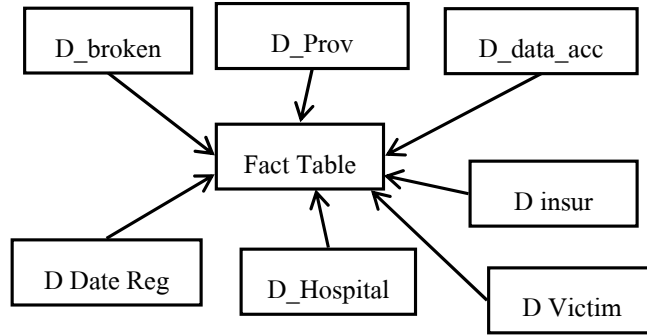 D_broken
D_Prov
D_data_acc
Fact Table
D insur
D Date Reg
D_Hospital
D Victim